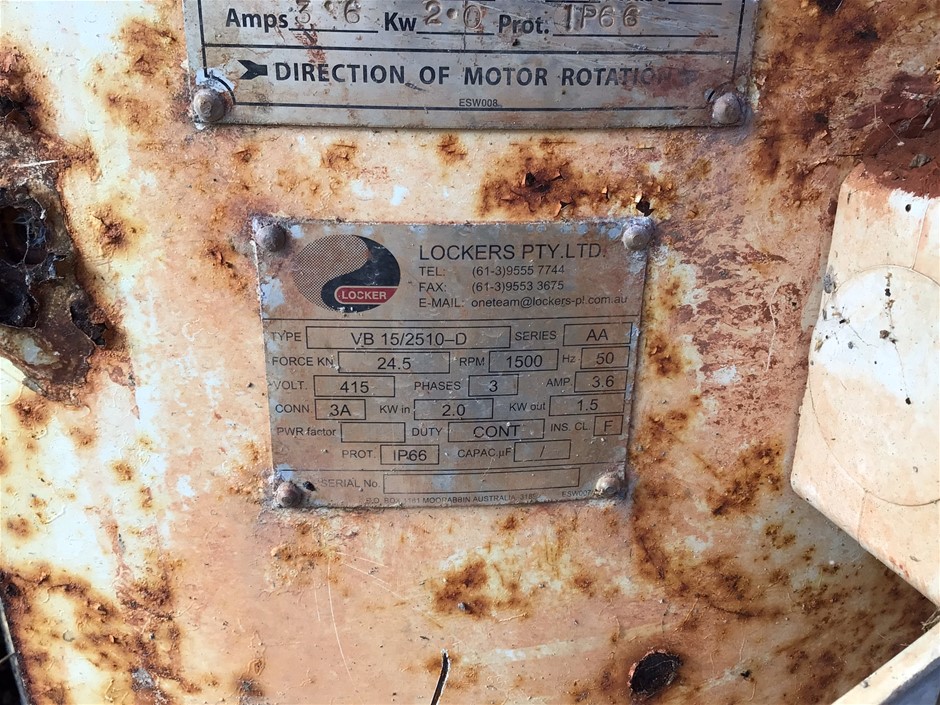 Amps 3.6 Kw 2.0 Prot. IP66
DIRECTION OF MOTOR ROTATION
ESW008
LOCKER
LOCKERS PTY.LTD.
TEL: (61-3)9555 7744
FAX: (61-3)9553 3675
E-MAIL: oneteam@lockers-pl.com.au
TYPE VB 15/2510-D SERIES AA
FORCE KN 24.5 RPM 1500 Hz 50
VOLT. 415 PHASES 3 AMP. 3.6
CONN. 3A KW in 2.0 KW out 1.5
PWR factor DUTY CONT INS. CL F
PROT. IP66 CAPAC.µF /
SERIAL No.
P.O. BOX 1161 MOORABBIN AUSTRALIA, 3189 ESW007